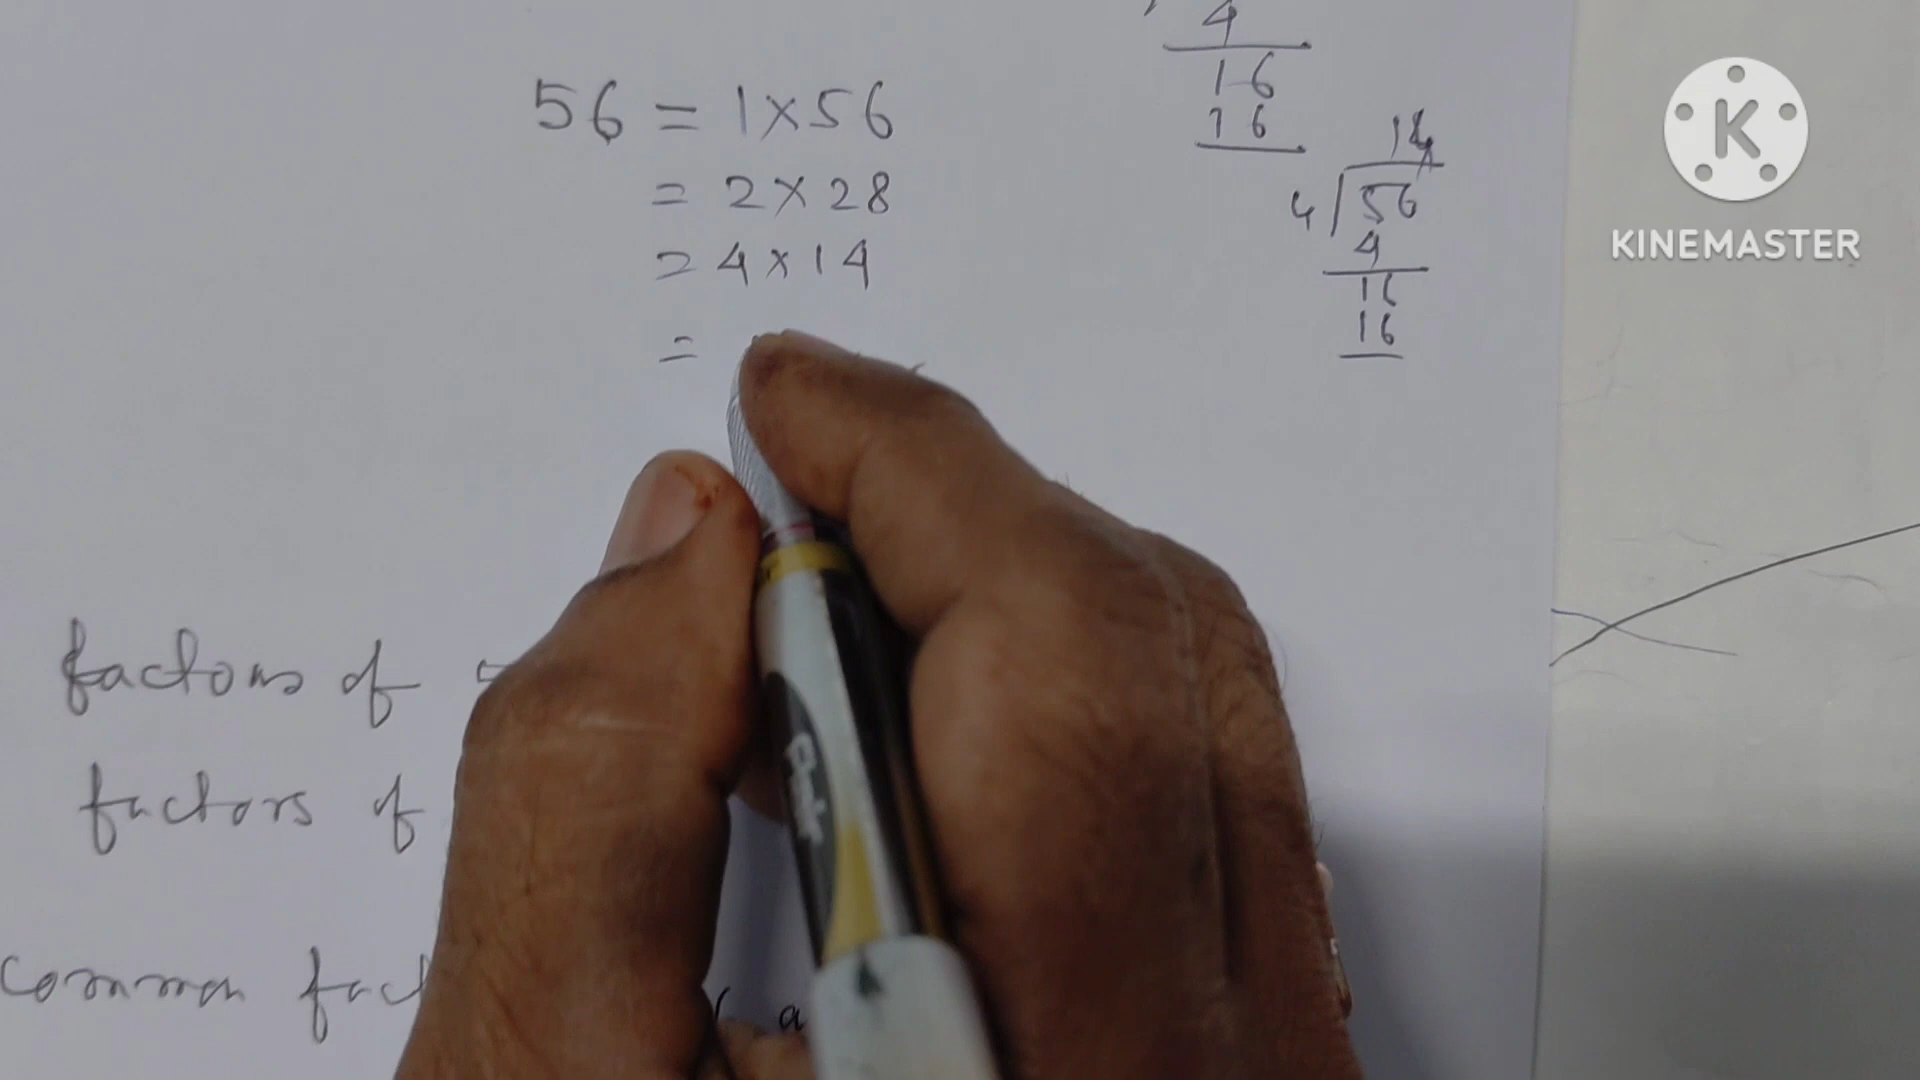 56 = 1×56
= 2×28
= 4×14
=
4
16
16
14
4 56
4
16
16
KINEMASTER
factors of
factors of
common fact
a